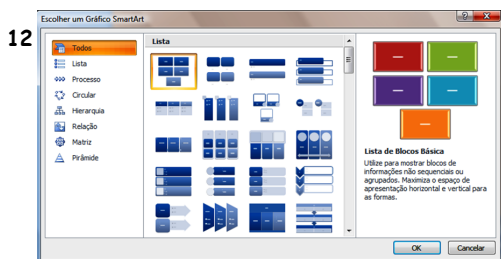 Escolher um Gráfico SmartArt
12
Todos
Lista
Processo
Circular
Hierarquia
Relação
Matriz
Pirâmide
Lista
Lista de Blocos Básica
Utilize para mostrar blocos de
informações não sequenciais ou
agrupados. Maximiza o espaço de
apresentação horizontal e vertical para
as formas.
OK
Cancelar